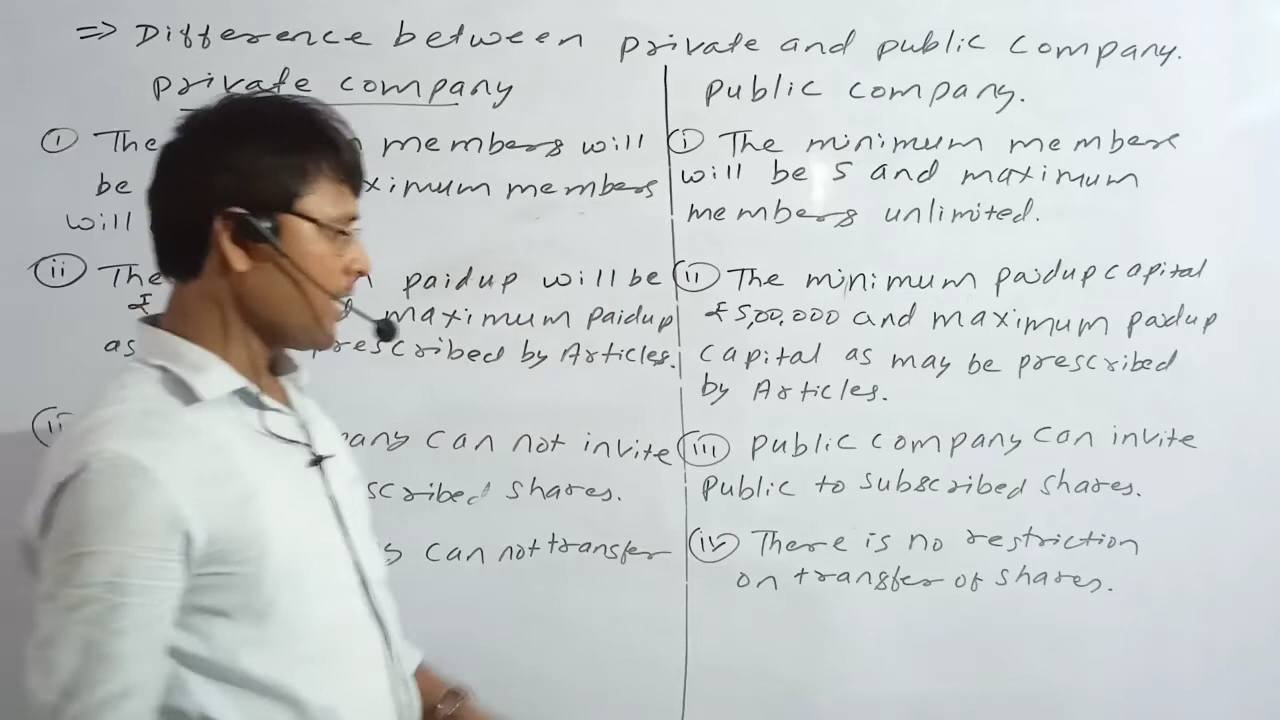 => Difference between private and public company.
private company
(i) The members will
be maximum members
will
(ii) The paidup will be
₹ maximum paidup
as prescribed by Articles.
can not invite
shares.
can not transfer
public company.
(i) The minimum members
will be 5 and maximum
members unlimited.
(ii) The minimum paidup capital
₹ 5,00,000 and maximum paidup
capital as may be prescribed
by Articles.
(iii) public company can invite
public to subscribed shares.
(iv) There is no restriction
on transfer of shares.